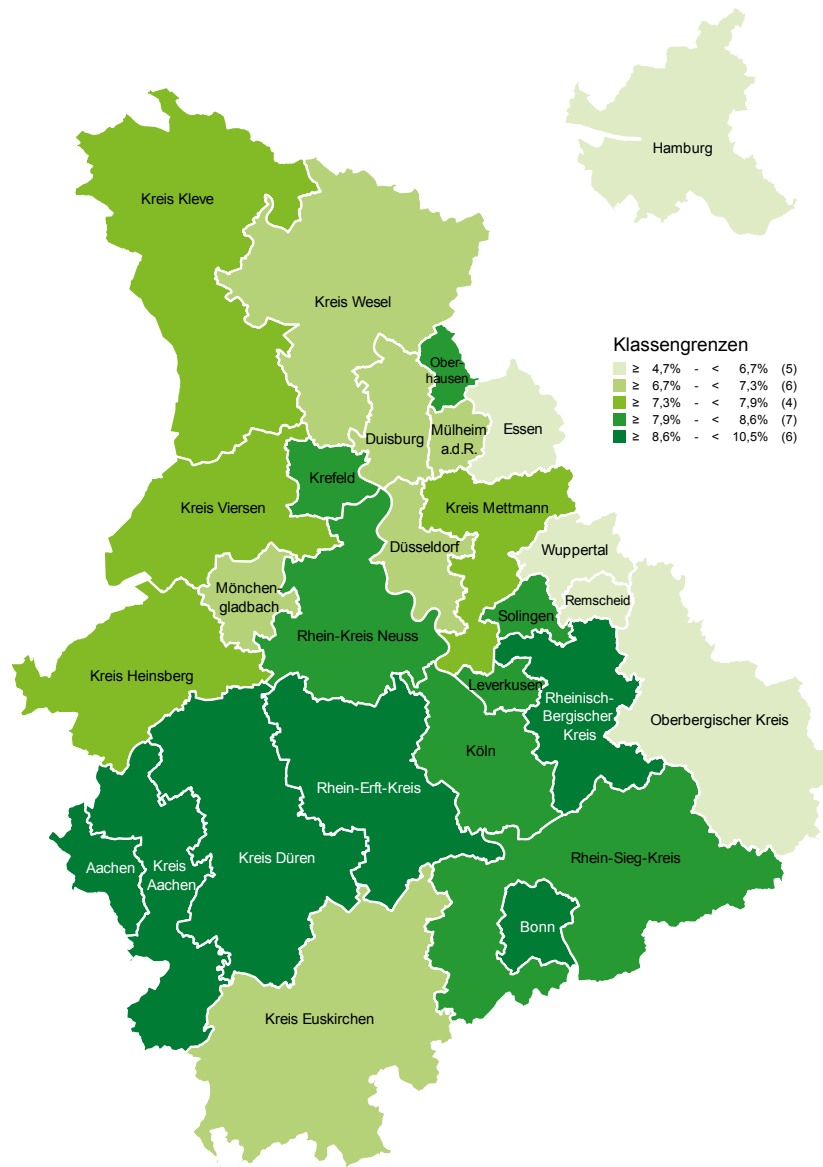 Hamburg
Kreis Kleve
Kreis Wesel
Klassengrenzen
≥ 4,7% - < 6,7% (5)
≥ 6,7% - < 7,3% (6)
≥ 7,3% - < 7,9% (4)
≥ 7,9% - < 8,6% (7)
≥ 8,6% - < 10,5% (6)
Ober-
hausen
Duisburg
Mülheim
a.d.R.
Essen
Krefeld
Kreis Viersen
Kreis Mettmann
Düsseldorf
Wuppertal
Mönchen-
gladbach
Remscheid
Solingen
Rhein-Kreis Neuss
Kreis Heinsberg
Leverkusen
Rheinisch-
Bergischer
Kreis
Oberbergischer Kreis
Köln
Rhein-Erft-Kreis
Aachen
Kreis
Aachen
Kreis Düren
Rhein-Sieg-Kreis
Bonn
Kreis Euskirchen